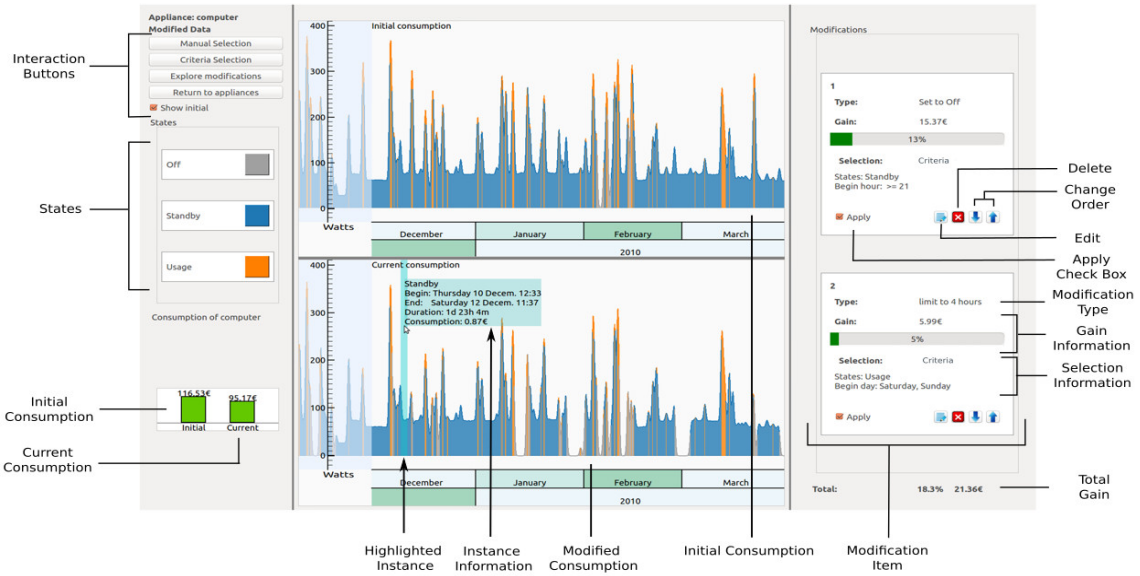 Interaction
Buttons
States
Initial
Consumption
Current
Consumption
Appliance: computer
Modified Data
Manual Selection
Criteria Selection
Explore modifications
Return to appliances
Show initial
States
Off
Standby
Usage
Consumption of computer
116.53€
95.17€
Initial
Current
400
300
200
100
0
Watts
Initial consumption
December
January
February
March
2010
400
300
200
100
0
Watts
Current consumption
Standby
Begin: Thursday 10 Decem. 12:33
End: Saturday 12 Decem. 11:37
Duration: 1d 23h 4m
Consumption: 0.87€
December
January
February
March
2010
Highlighted
Instance
Instance
Information
Modified
Consumption
Initial Consumption
Modification
Item
Modifications
1
Type: Set to Off
Gain: 15.37€
13%
Selection: Criteria
States: Standby
Begin hour: >= 21
Apply
2
Type: limit to 4 hours
Gain: 5.99€
5%
Selection: Criteria
States: Usage
Begin day: Saturday, Sunday
Apply
Total: 18.3% 21.36€
Delete
Change
Order
Edit
Apply
Check Box
Modification
Type
Gain
Information
Selection
Information
Total
Gain